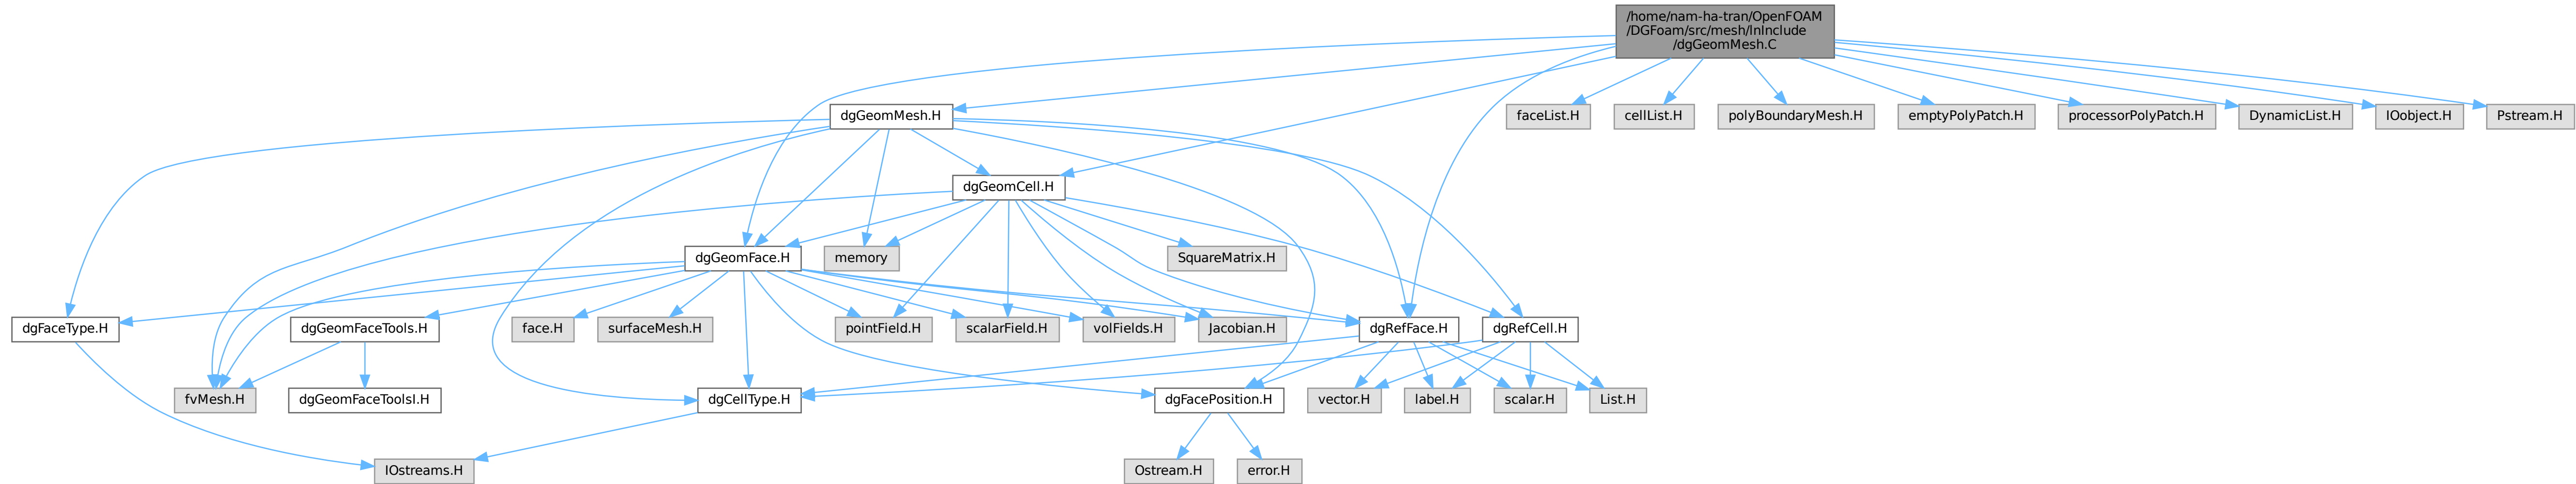 /home/nam-ha-tran/OpenFOAM
/DGFoam/src/mesh/lnInclude
/dgGeomMesh.C
dgGeomMesh.H
faceList.H
cellList.H
polyBoundaryMesh.H
emptyPolyPatch.H
processorPolyPatch.H
DynamicList.H
IOobject.H
Pstream.H
dgGeomCell.H
dgGeomFace.H
memory
SquareMatrix.H
dgFaceType.H
dgGeomFaceTools.H
face.H
surfaceMesh.H
pointField.H
scalarField.H
volFields.H
Jacobian.H
dgRefFace.H
dgRefCell.H
fvMesh.H
dgGeomFaceToolsI.H
dgCellType.H
dgFacePosition.H
vector.H
label.H
scalar.H
List.H
IOstreams.H
Ostream.H
error.H